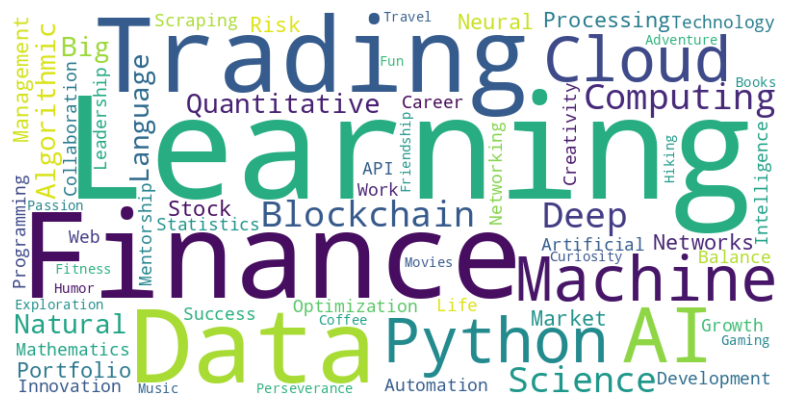 Scraping
Travel
Risk
Neural
Processing
Technology
Management
Big
Trading
Cloud
Adventure
Fun
Algorithmic
Collaboration
Leadership
Go
Language
Quantitative
Career
Computing
Books
Learning
Creativity
Friendship
Networking
Hiking
Intelligence
API
Work
Programming
Passion
Mentorship
Stock
Statistics
Blockchain
Deep
Web
Finance
Artificial
Networks
Curiosity
Balance
Movies
Fitness
Humor
Machine
Exploration
Natural
Success
Optimization
Life
Coffee
Data
Market
Python
AI
Growth
Gaming
Mathematics
Portfolio
Innovation
Music
Perseverance
Automation
Science
Development